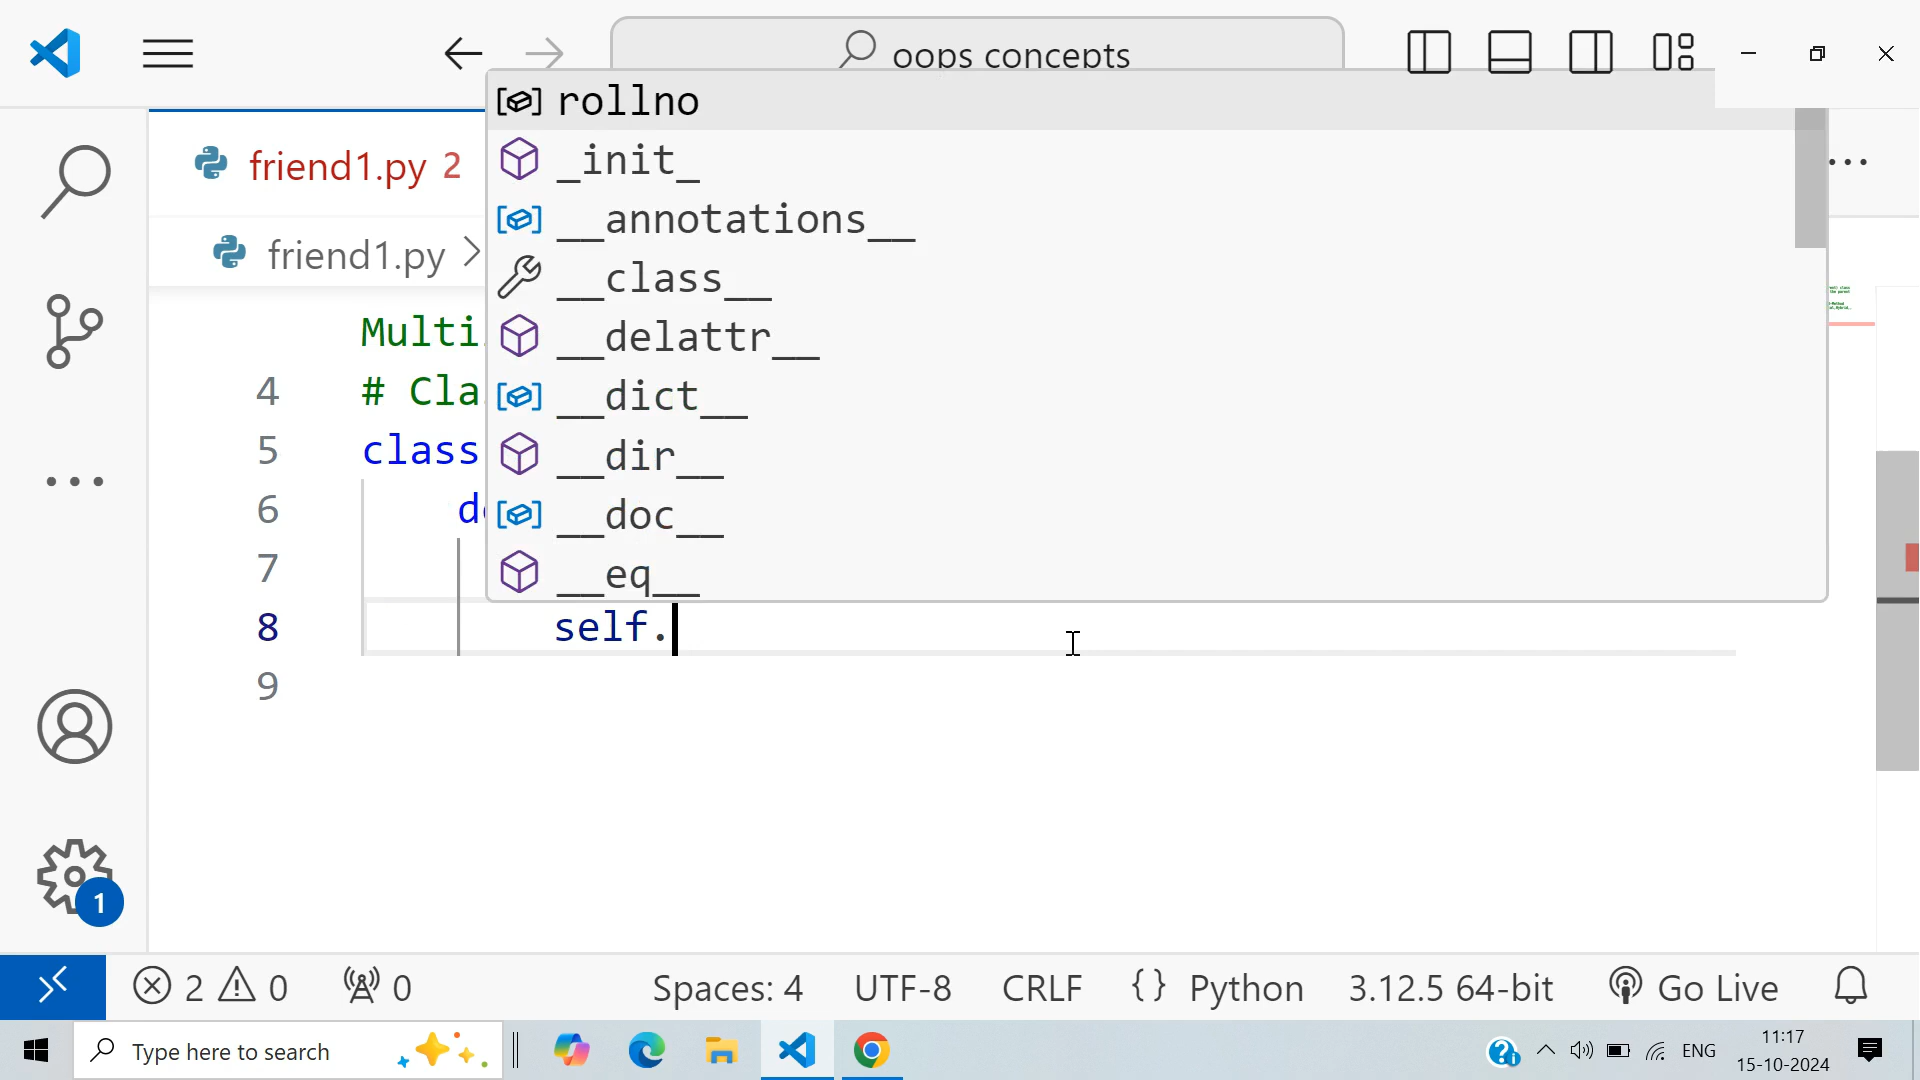 oops concepts
rollno
_init_
__annotations__
__class__
__delattr__
__dict__
__dir__
__doc__
__eq__
friend1.py 2
friend1.py >
Multi
4 # Cla
5 class
6
7
8 self.
9
1
2 0 0 Spaces: 4 UTF-8 CRLF {} Python 3.12.5 64-bit Go Live
Type here to search ENG 11:17
15-10-2024